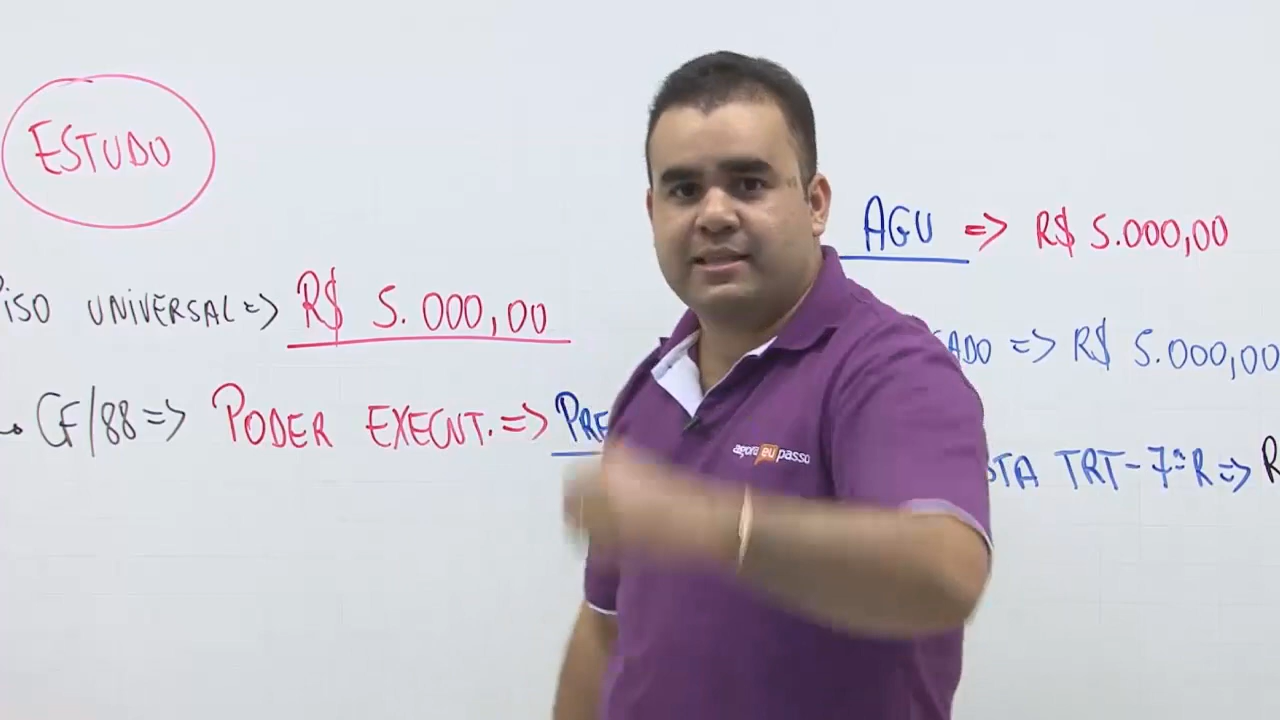 ESTUDO
PISO UNIVERSAL => R$ 5.000,00
CF/88 => PODER EXECUT. => PRE
AGU => R$ 5.000,00
ADO => R$ 5.000,00
STA TRT-7ªR => R
agora eu passo